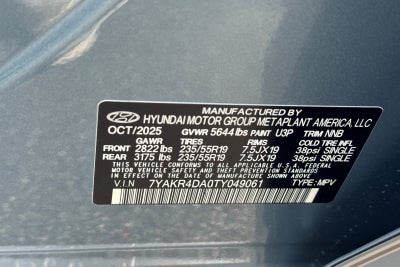 MANUFACTURED BY
HYUNDAI MOTOR GROUP METAPLANT AMERICA, LLC
OCT/2025 GVWR 5644 lbs PAINT U3P TRIM NNB
GAWR TIRES RIMS COLD TIRE INFL
FRONT 2822 lbs 235/55R19 7.5JX19 38psi SINGLE
REAR 3175 lbs 235/55R19 7.5JX19 38psi SINGLE
THIS VEHICLE CONFORMS TO ALL APPLICABLE U.S. FEDERAL
MOTOR VEHICLE SAFETY AND THEFT PREVENTION STANDARDS
IN EFFECT ON THE DATE OF MANUFACTURE SHOWN ABOVE.
V.I.N 7YAKR4DA0TY049061 TYPE: MPV